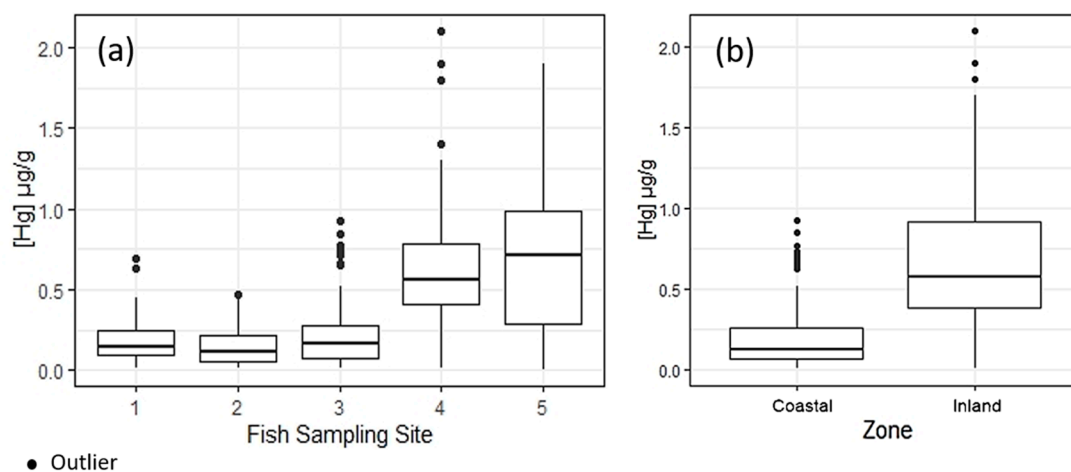 (a)
[Hg] µg/g
2.0
1.5
1.0
0.5
0.0
1 2 3 4 5
Fish Sampling Site
● Outlier
(b)
[Hg] µg/g
2.0
1.5
1.0
0.5
0.0
Coastal Inland
Zone